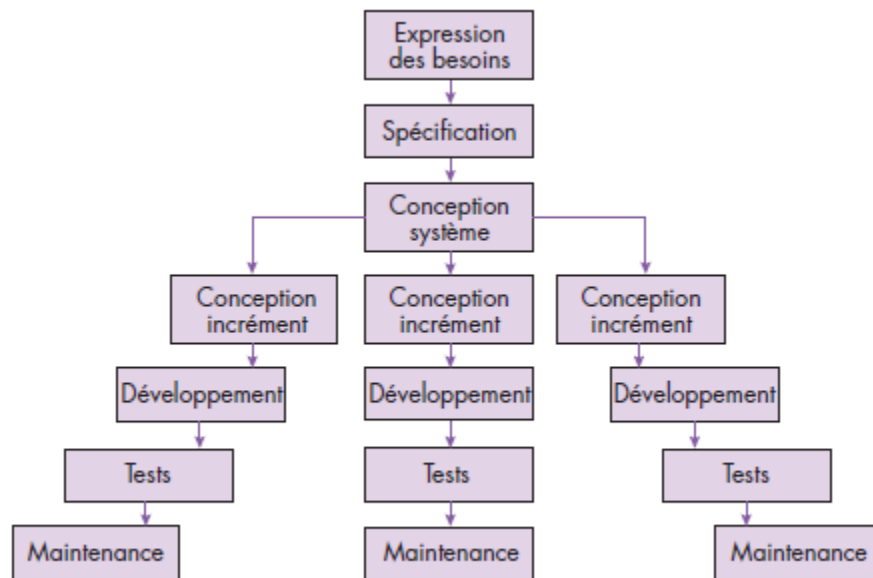 Expression
des besoins
Spécification
Conception
système
Conception
incrément
Conception
incrément
Conception
incrément
Développement
Développement
Développement
Tests
Tests
Tests
Maintenance
Maintenance
Maintenance